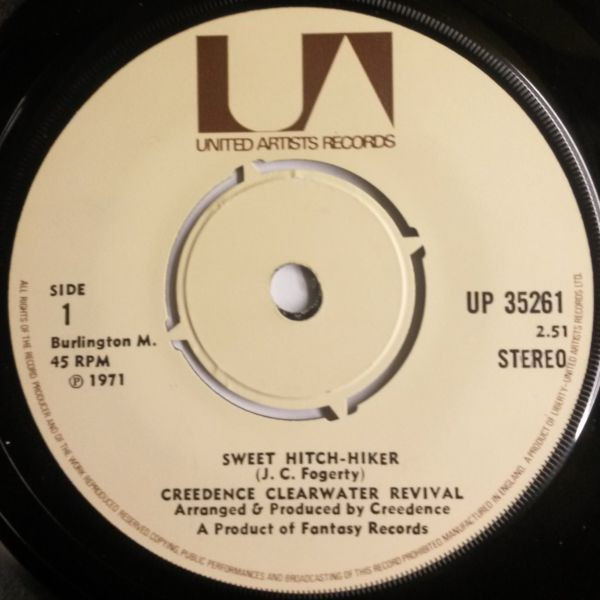 UA
UNITED ARTISTS RECORDS
SIDE
1
Burlington M.
45 RPM
Ⓟ 1971
UP 35261
2.51
STEREO
SWEET HITCH-HIKER
(J. C. Fogerty)
CREEDENCE CLEARWATER REVIVAL
Arranged & Produced by Creedence
A Product of Fantasy Records
ALL RIGHTS OF THE RECORD PRODUCER AND OF THE OWNER OF THE WORK REPRODUCED RESERVED. COPYING, PUBLIC PERFORMANCES AND BROADCASTING OF THIS RECORD PROHIBITED. MANUFACTURED IN ENGLAND. A PRODUCT OF LIBERTY-UNITED ARTISTS RECORDS LTD.